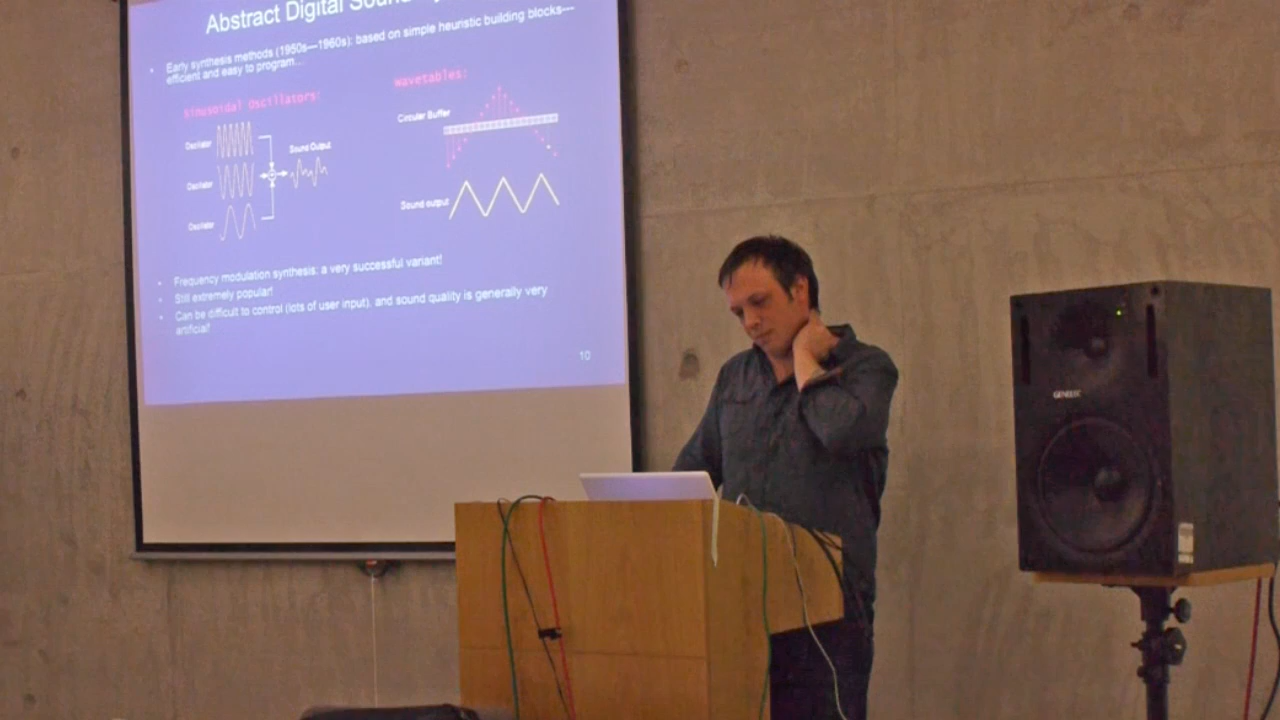 Abstract Digital Sound
• Early synthesis methods (1950s—1960s): based on simple heuristic building blocks—
efficient and easy to program...
Sinusoidal Oscillators:
Wavetables:
Oscillator
Sound Output
Oscillator
Oscillator
Circular Buffer
Sound output
• Frequency modulation synthesis: a very successful variant!
• Still extremely popular!
• Can be difficult to control (lots of user input), and sound quality is generally very
artificial!
10
GENELEC